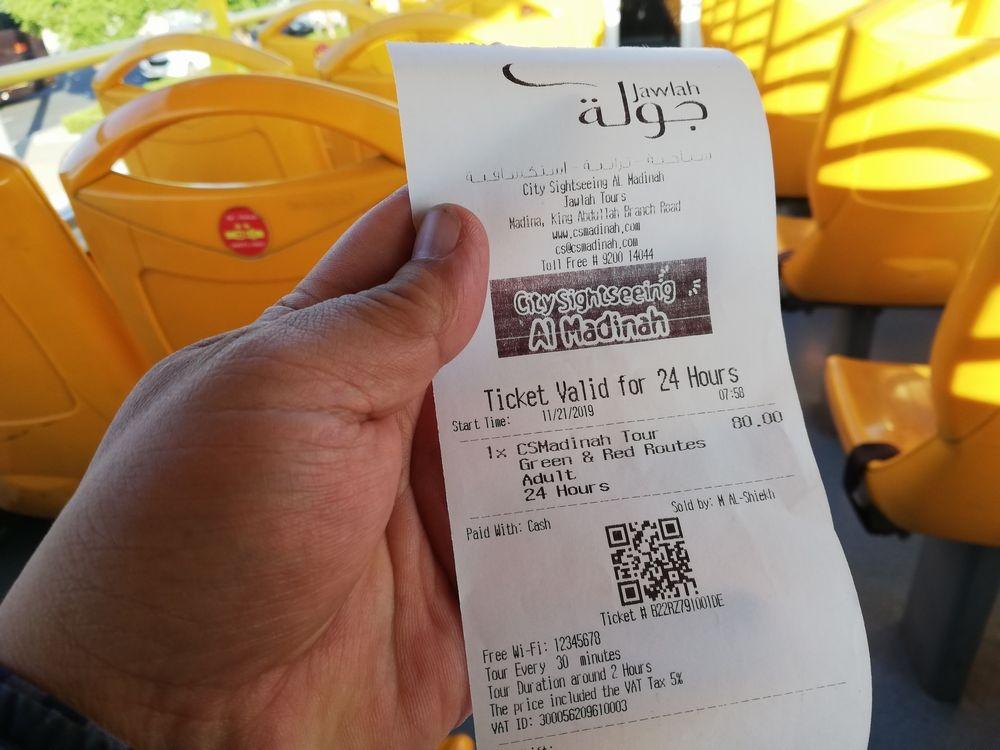 Jawlah
جولة
سياحية - تراثية - استكشافية
City Sightseeing AL Madinah
Jawlah Tours
Madina, King Abdullah Branch Road
www.csmadinah.com
cs@csmadinah.com
Toll Free # 9200 14044
City Sightseeing
Al Madinah
Ticket Valid for 24 Hours
Start Time: 11/21/2019 07:58
1x CSMadinah Tour 80.00
Green & Red Routes
Adult
24 Hours
Paid With: Cash Sold by: M AL-Shiekh
Ticket # B22RZ791001DE
Free Wi-Fi: 12345678
Tour Every 30 minutes
Tour Duration around 2 Hours
The price included the VAT Tax 5%
VAT ID: 300056209610003